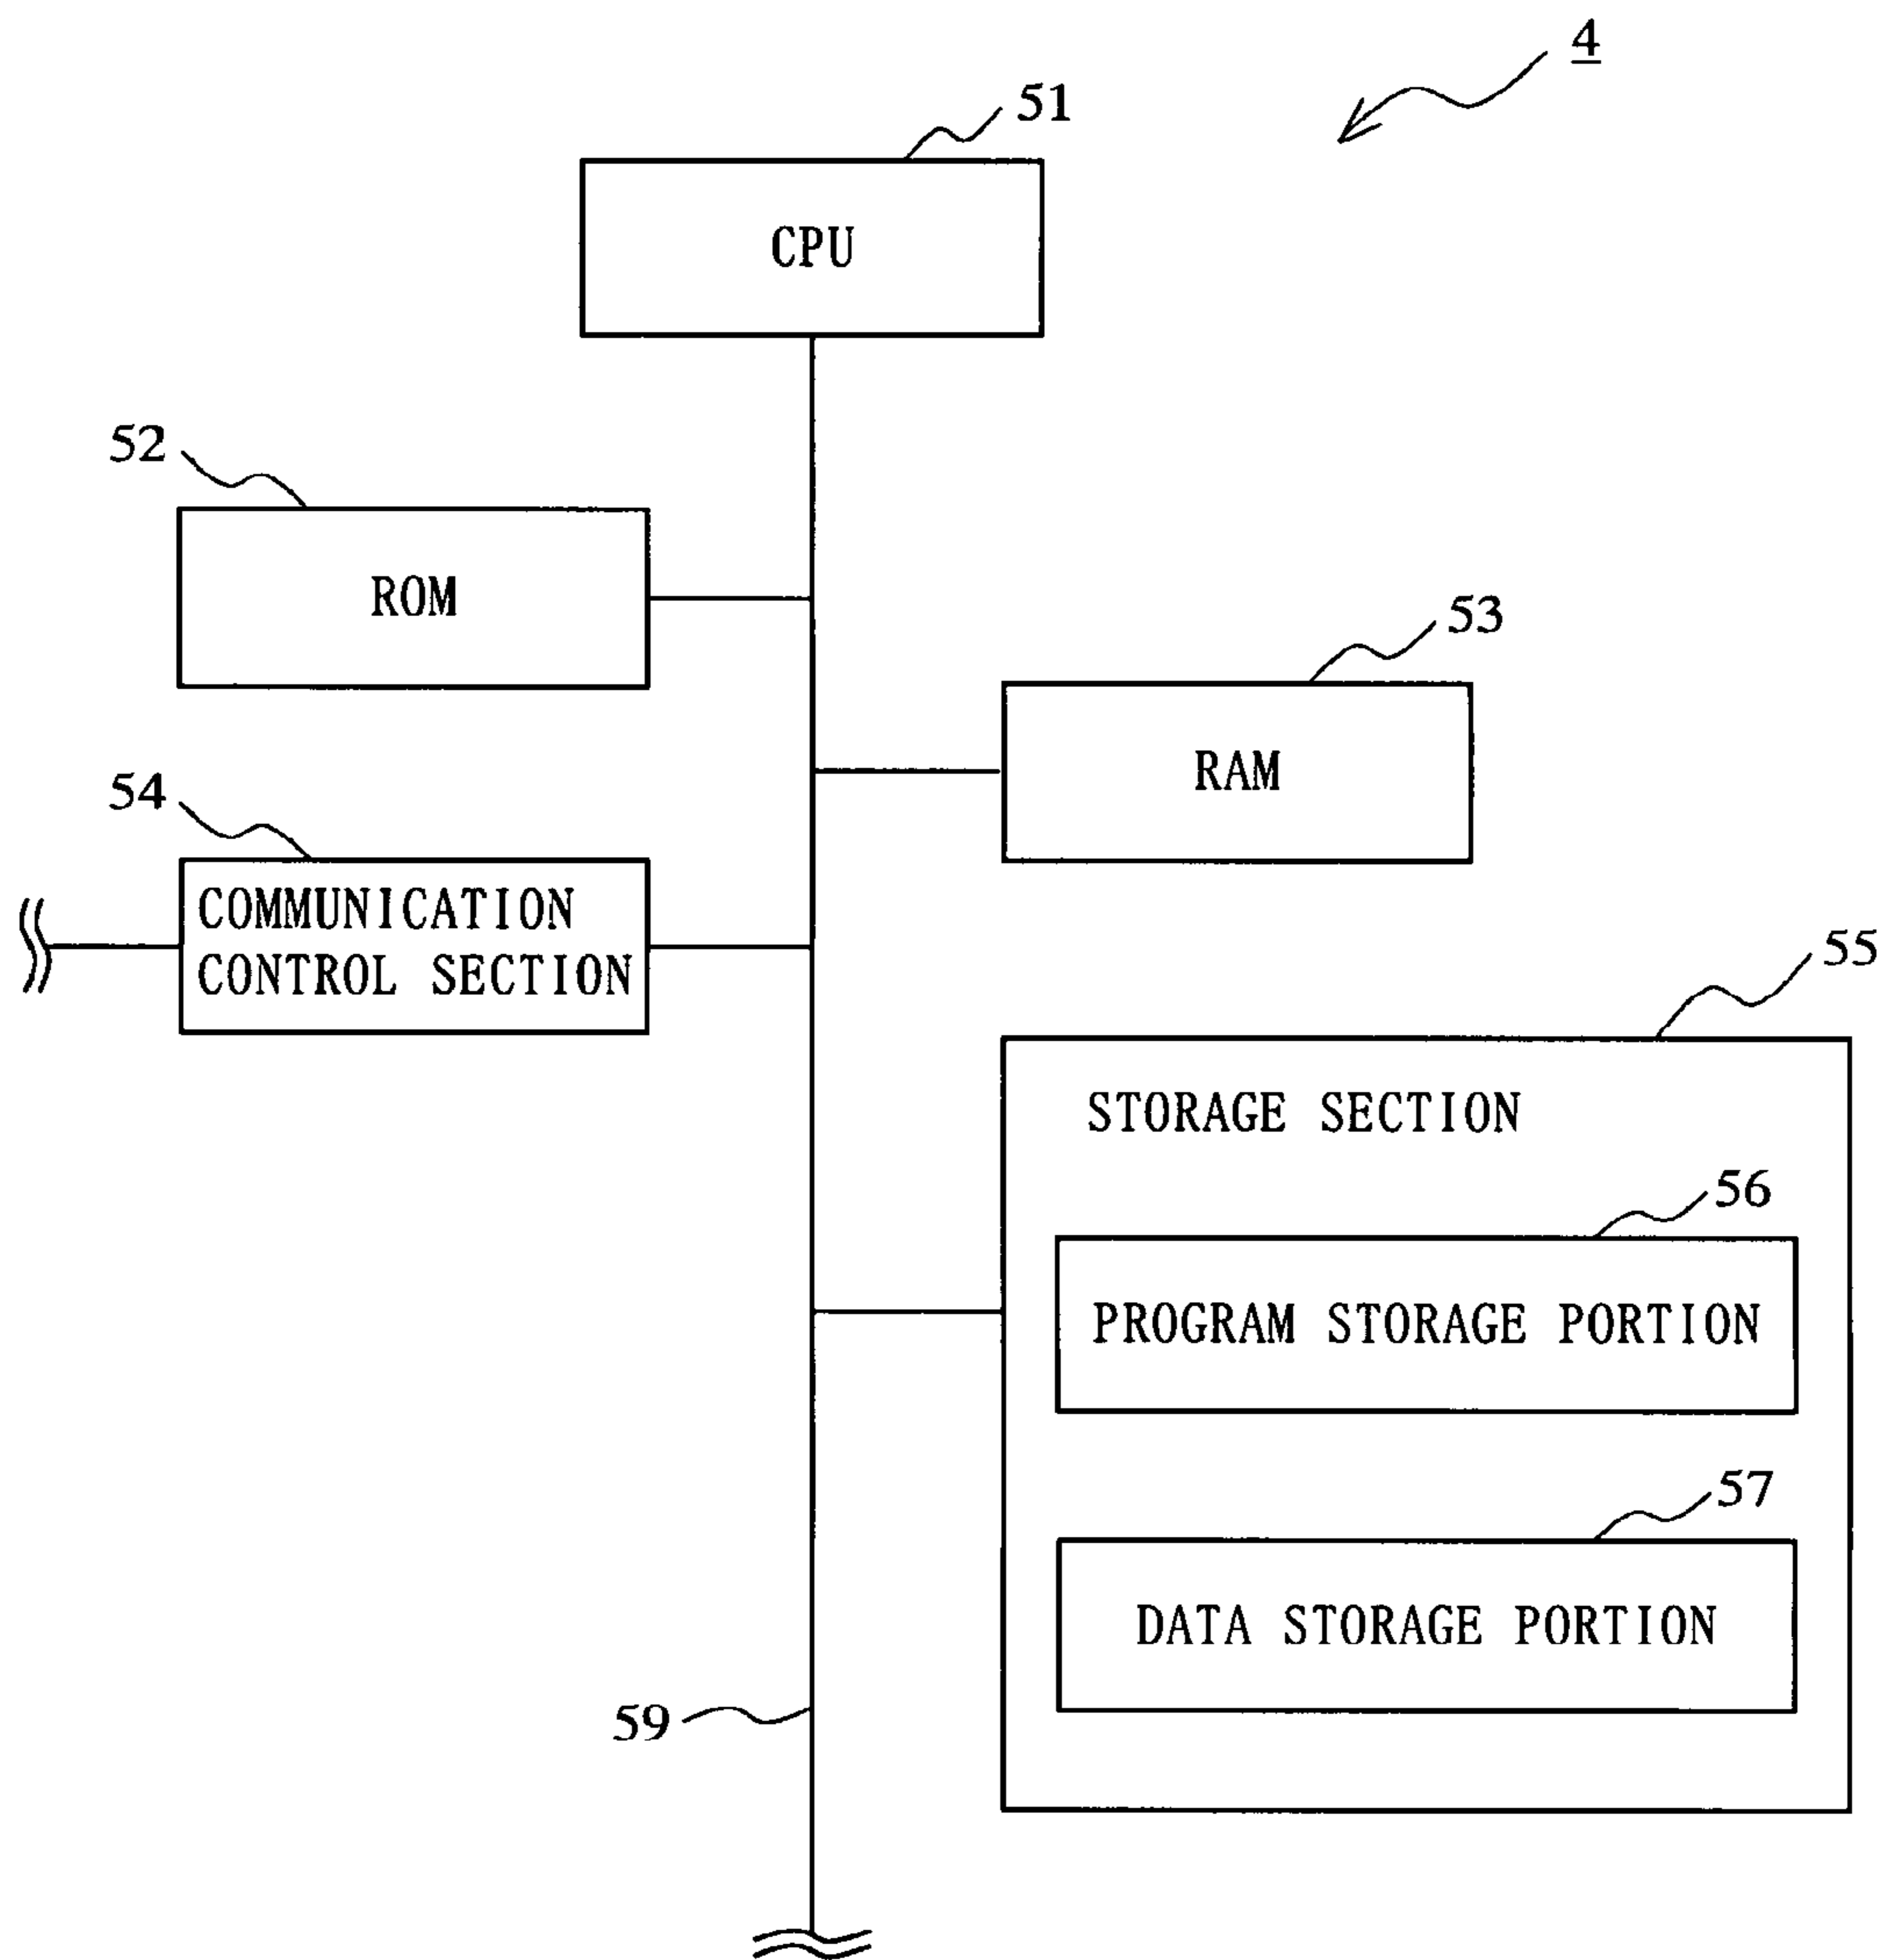 4
51
CPU
52
ROM
53
RAM
54
COMMUNICATION
CONTROL SECTION
55
STORAGE SECTION
56
PROGRAM STORAGE PORTION
57
DATA STORAGE PORTION
59